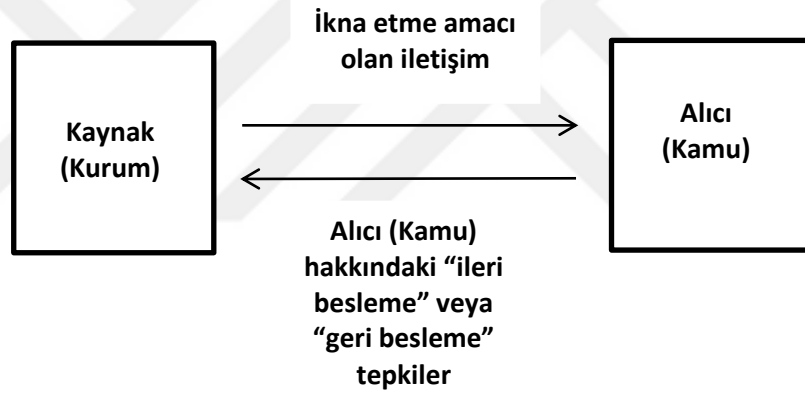 İkna etme amacı
olan iletişim
Kaynak
(Kurum)
Alıcı
(Kamu)
Alıcı (Kamu)
hakkındaki “ileri
besleme” veya
“geri besleme”
tepkiler